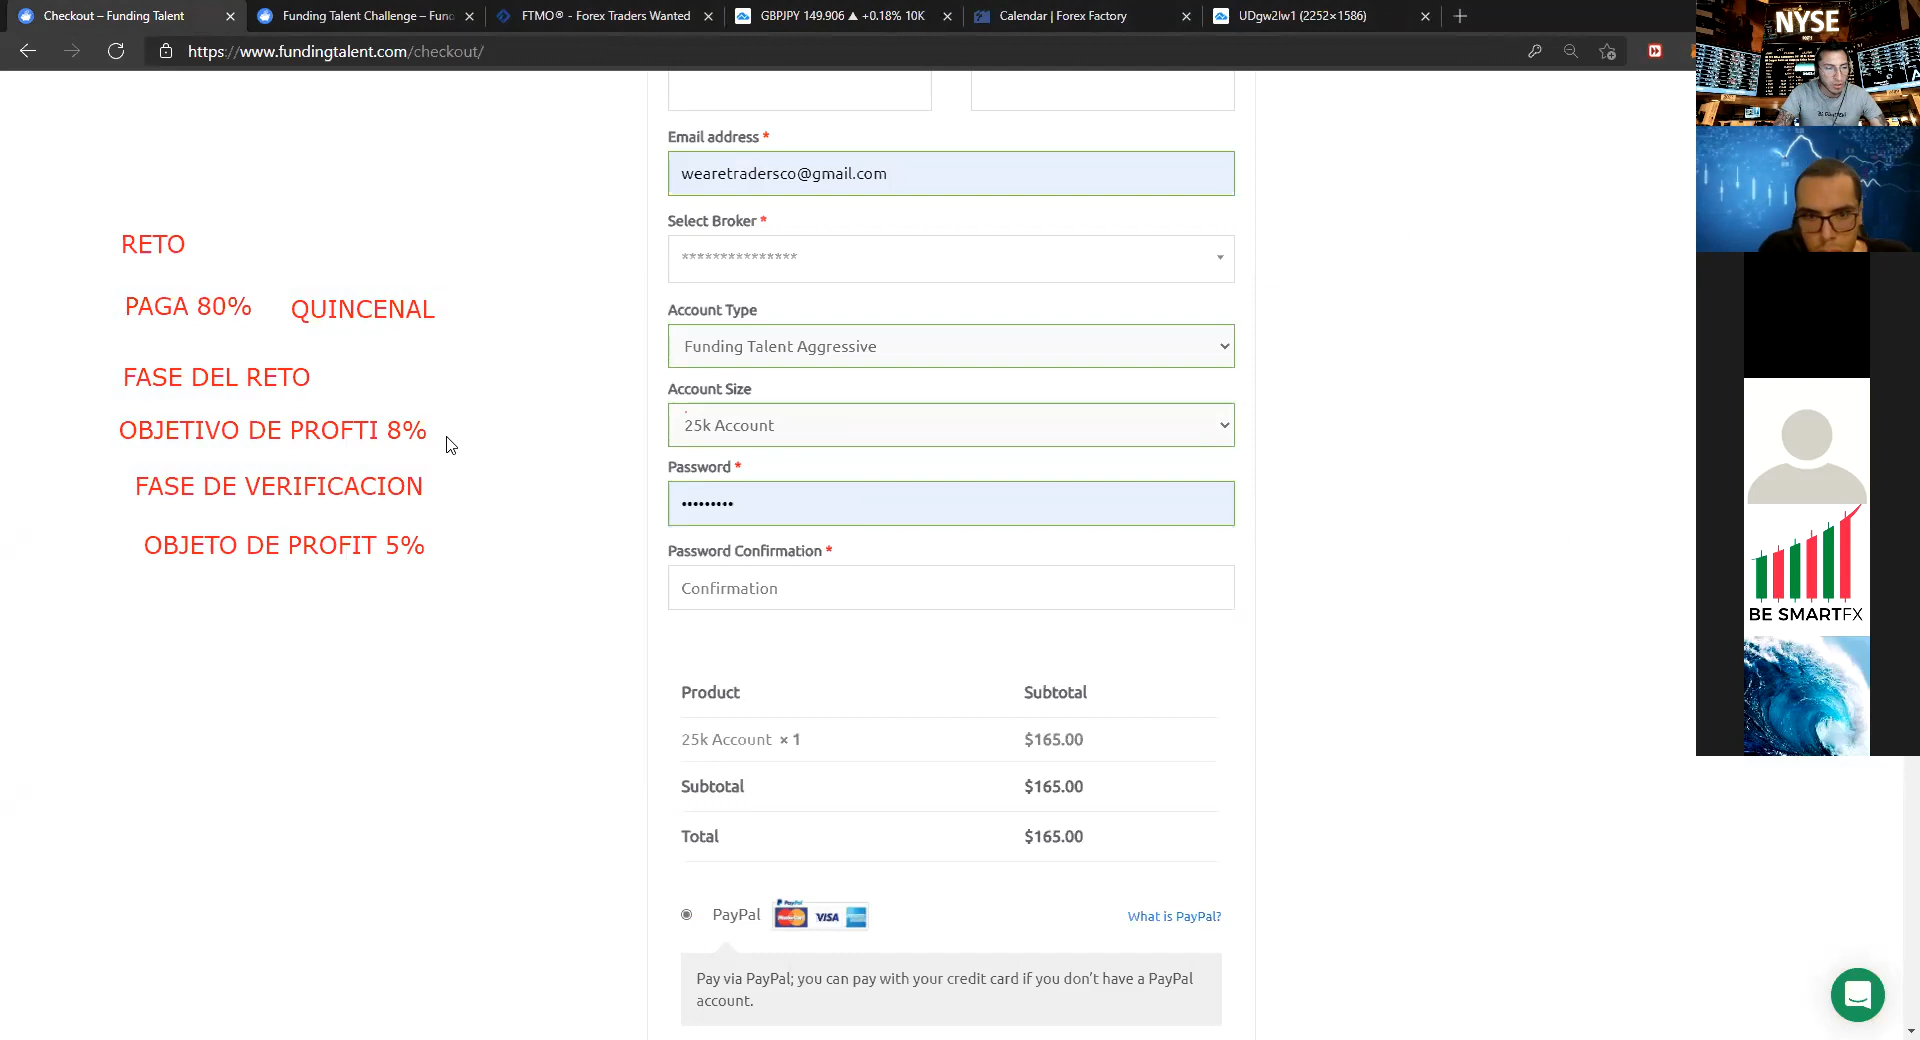 Checkout – Funding Talent
Funding Talent Challenge – Func
FTMO® - Forex Traders Wanted
GBPJPY 149.906 ▲ +0.18% 10K
Calendar | Forex Factory
UDgw2lw1 (2252×1586)
https://www.fundingtalent.com/checkout/
NYSE
Email address *
wearetradersco@gmail.com
Select Broker *
***************
RETO
PAGA 80%
QUINCENAL
Account Type
Funding Talent Aggressive
FASE DEL RETO
Account Size
25k Account
OBJETIVO DE PROFTI 8%
Password *
•••••••••
FASE DE VERIFICACION
OBJETO DE PROFIT 5%
Password Confirmation *
Confirmation
BE SMARTFX
Product Subtotal
25k Account × 1 $165.00
Subtotal $165.00
Total $165.00
PayPal
PayPal
MasterCard
VISA
What is PayPal?
Pay via PayPal; you can pay with your credit card if you don’t have a PayPal
account.